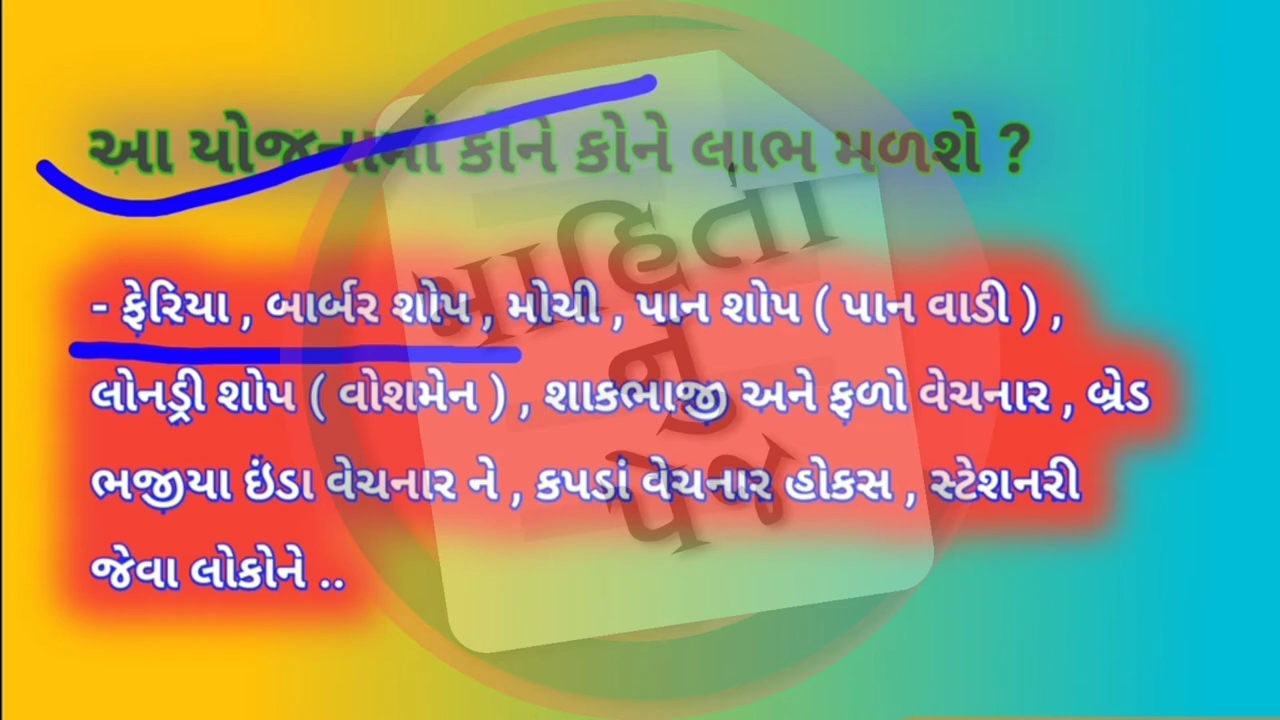 આ યોજનામાં કોને કોને લાભ મળશે ?
- ફેરિયા , બાર્બર શોપ , મોચી , પાન શોપ ( પાન વાડી ) ,
લોનડ્રી શોપ ( વોશમેન ) , શાકભાજી અને ફળો વેચનાર , બ્રેડ
ભજીયા ઇંડા વેચનાર ને , કપડાં વેચનાર હોકસ , સ્ટેશનરી
જેવા લોકોને ..
માહિતી
નું
પેજ